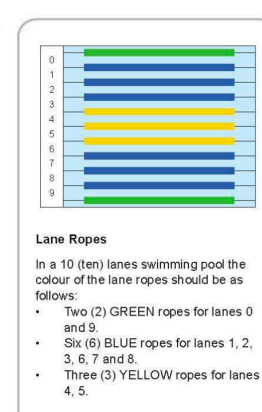 0
1
2
3
4
5
6
7
8
9
Lane Ropes
In a 10 (ten) lanes swimming pool the
colour of the lane ropes should be as
follows:
• Two (2) GREEN ropes for lanes 0
and 9.
• Six (6) BLUE ropes for lanes 1, 2,
3, 6, 7 and 8.
• Three (3) YELLOW ropes for lanes
4, 5.